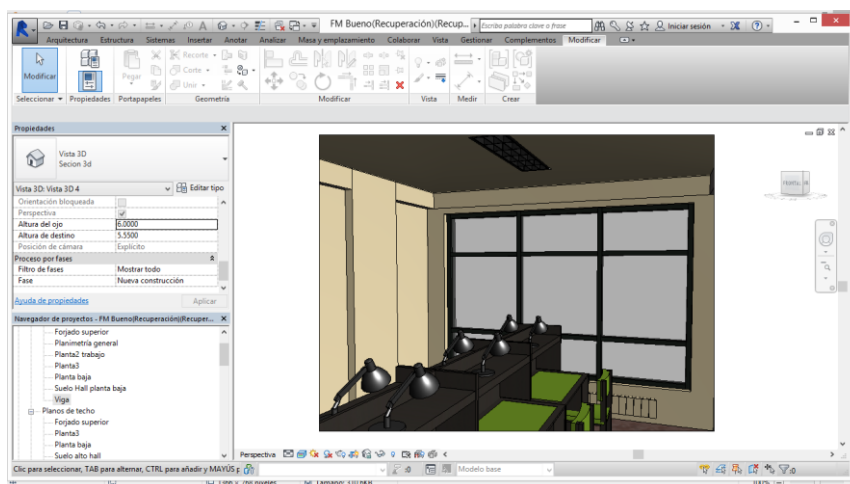 FM Bueno(Recuperación)(Recup...
Escriba palabra clave o frase
Iniciar sesión
Arquitectura Estructura Sistemas Insertar Anotar Analizar Masa y emplazamiento Colaborar Vista Gestionar Complementos Modificar
Modificar
Pegar
Recorte
Corte
Unir
Seleccionar Propiedades Portapapeles Geometría Modificar Vista Medir Crear
Propiedades
Vista 3D
Secion 3d
Vista 3D: Vista 3D 4
Editar tipo
Orientación bloqueada
Perspectiva
Altura del ojo 6.0000
Altura de destino 5.5500
Posición de cámara Explícito
Proceso por fases
Filtro de fases Mostrar todo
Fase Nueva construcción
Ayuda de propiedades Aplicar
Navegador de proyectos - FM Bueno(Recuperación)(Recuper...
Forjado superior
Planimetría general
Planta2 trabajo
Planta3
Planta baja
Suelo Hall planta baja
Viga
Planos de techo
Forjado superior
Planta3
Planta baja
Suelo alto hall
Perspectiva
Clic para seleccionar, TAB para alternar, CTRL para añadir y MAYÚS p
:0
Modelo base
:0